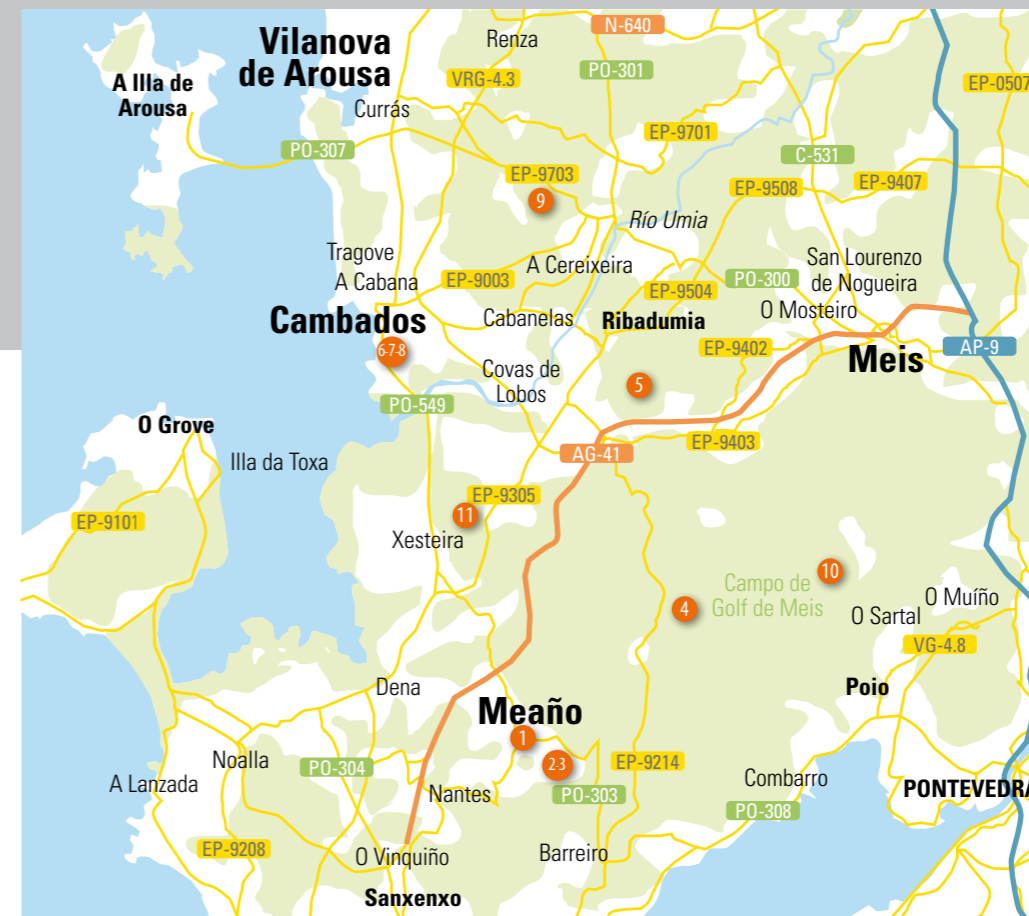 N-640
Vilanova
de Arousa
Renza
PO-301
A Illa de
Arousa
VRG-4.3
EP-0507
Currás
EP-9701
PO-307
C-531
EP-9703
EP-9508
EP-9407
9
Río Umia
Tragove
A Cereixeira
San Lourenzo
de Nogueira
A Cabana
EP-9003
PO-300
EP-9504
O Mosteiro
Cambados
Cabanelas
Ribadumia
6-7-8
EP-9402
AP-9
Meis
Covas de
Lobos
5
PO-549
O Grove
EP-9403
AG-41
Illa da Toxa
EP-9305
11
EP-9101
Xesteira
10
Campo de
Golf de Meis
4
O Muíño
O Sartal
VG-4.8
Dena
Poio
Meaño
1
Noalla
2-3
EP-9214
PO-304
A Lanzada
Combarro
Nantes
PO-303
PONTEVEDRA
PO-308
EP-9208
O Vinquiño
Barreiro
Sanxenxo